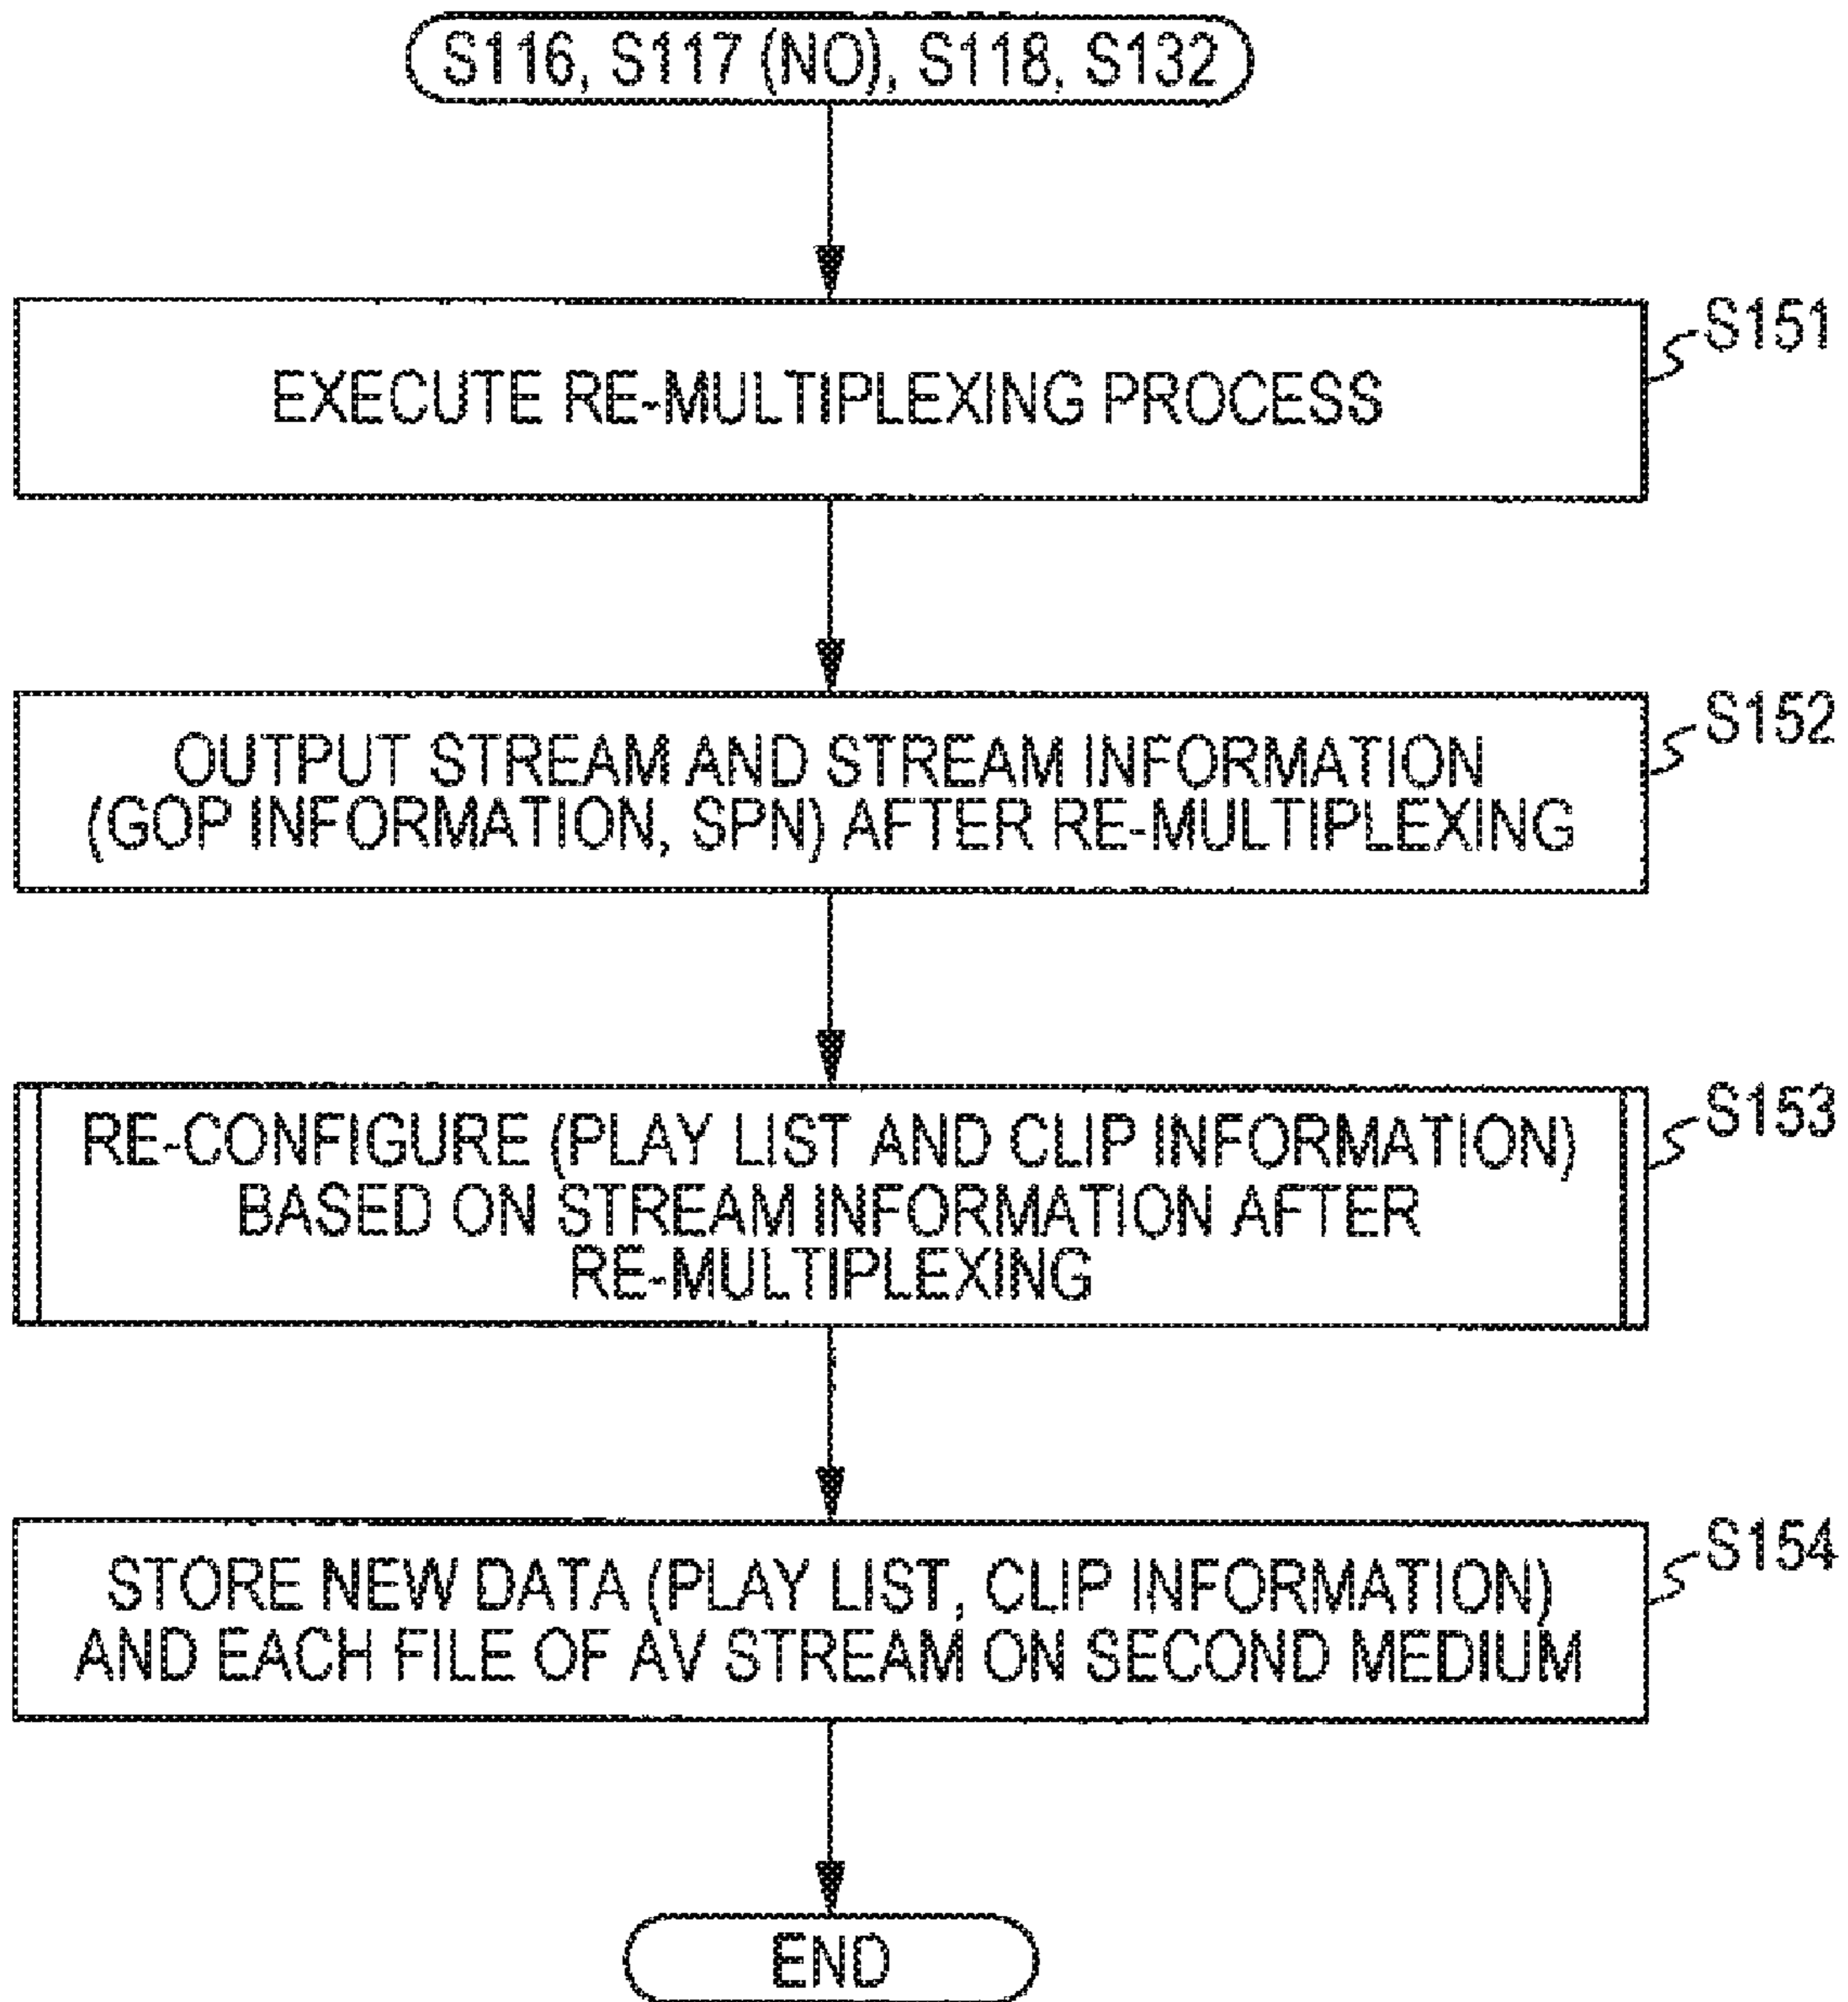 S116, S117 (NO), S118, S132
S151
EXECUTE RE-MULTIPLEXING PROCESS
S152
OUTPUT STREAM AND STREAM INFORMATION
(GOP INFORMATION, SPN) AFTER RE-MULTIPLEXING
S153
RE-CONFIGURE (PLAY LIST AND CLIP INFORMATION)
BASED ON STREAM INFORMATION AFTER
RE-MULTIPLEXING
S154
STORE NEW DATA (PLAY LIST, CLIP INFORMATION)
AND EACH FILE OF AV STREAM ON SECOND MEDIUM
END